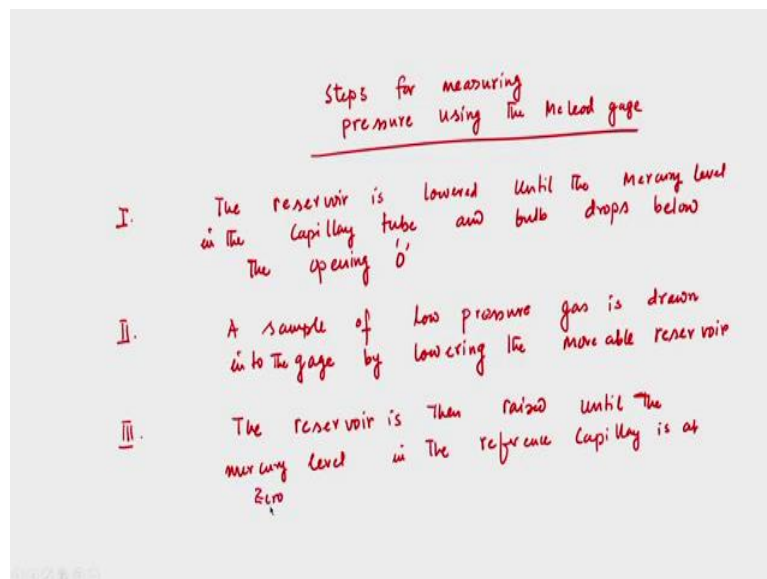 Steps for measuring
pressure using the McLeod gage
I. The reservoir is lowered until the Mercury level
in the Capillary tube and bulb drops below
the opening 'O'
II. A sample of low pressure gas is drawn
in to the gage by lowering the moveable reservoir
III. The reservoir is then raised until the
mercury level in the reference capillary is at
Zero